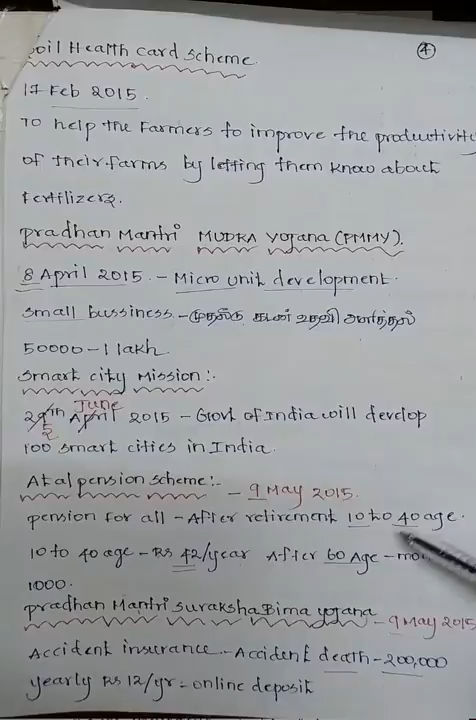 4
oil Health card scheme.
17 Feb 2015.
To help the Farmers to improve the productivity
of their farms by letting them know about
fertilizers.
pradhan Mantri MUDRA Yojana (PMMY).
8 April 2015. - Micro unit development.
small bussiness - கடன் உதவி அளித்தல்
50000 - 1 lakh.
Smart city Mission:-
June
2015 - Govt of India will develop
100 smart cities in India.
Atal pension scheme:- - 9 May 2015.
pension for all - After retirement 10 to 40 age.
10 to 40 age - Rs 42/year After 60 Age -
1000.
pradhan Mantri Suraksha Bima yojana - 9 May 2015
Accident insurance - Accident death - 200,000
yearly Rs 12/yr - online deposit